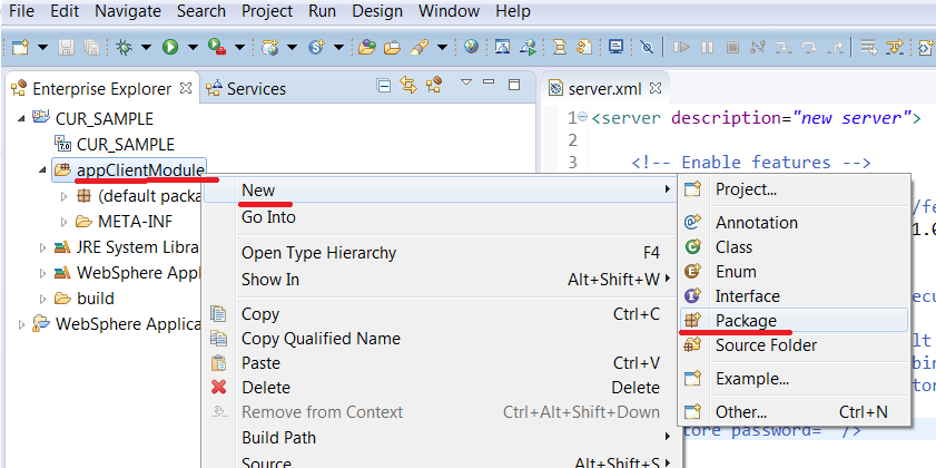 File Edit Navigate Search Project Run Design Window Help
Enterprise Explorer Services
server.xml
CUR_SAMPLE
7.0 CUR_SAMPLE
appClientModule
(default packa
META-INF
JRE System Libra
WebSphere Appl
build
WebSphere Applica
New
Go Into
Open Type Hierarchy F4
Show In Alt+Shift+W
Copy Ctrl+C
Copy Qualified Name
Paste Ctrl+V
Delete Delete
Remove from Context Ctrl+Alt+Shift+Down
Build Path
Source Alt+Shift+S
Project...
Annotation
Class
Enum
Interface
Package
Source Folder
Example...
Other... Ctrl+N
1 <server description="new server">
2
3 <!-- Enable features -->
/fe
1.0
ecu
lt
bin
tor
tore password=" />